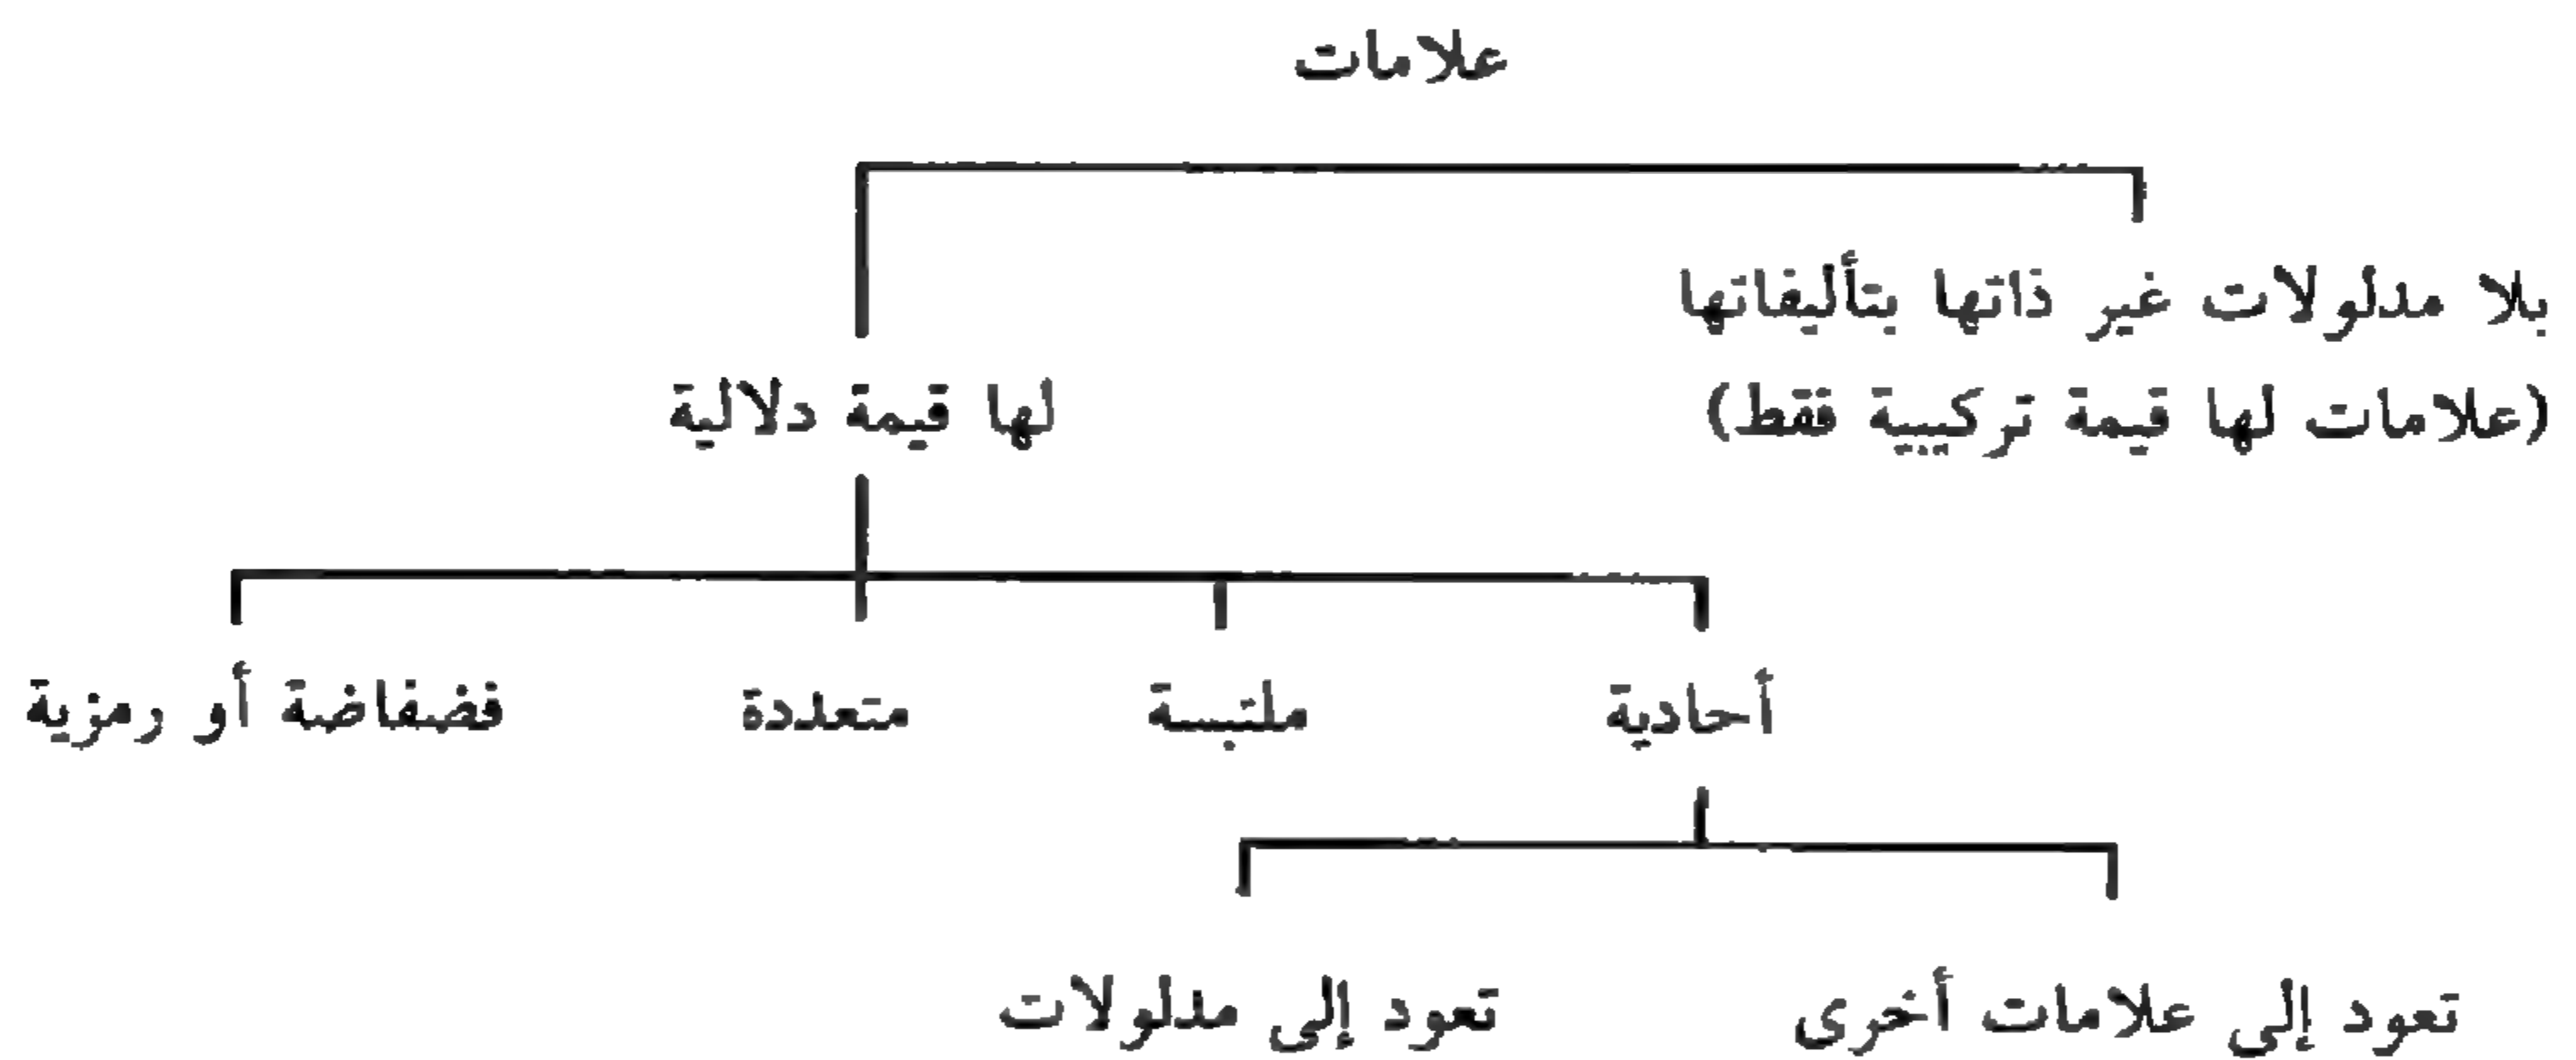 علامات
بلا مدلولات غير ذاتها بتأليفاتها
(علامات لها قيمة تركيبية فقط)
لها قيمة دلالية
أحادية
ملتبسة
متعددة
فضفاضة أو رمزية
تعود إلى علامات أخرى
تعود إلى مدلولات